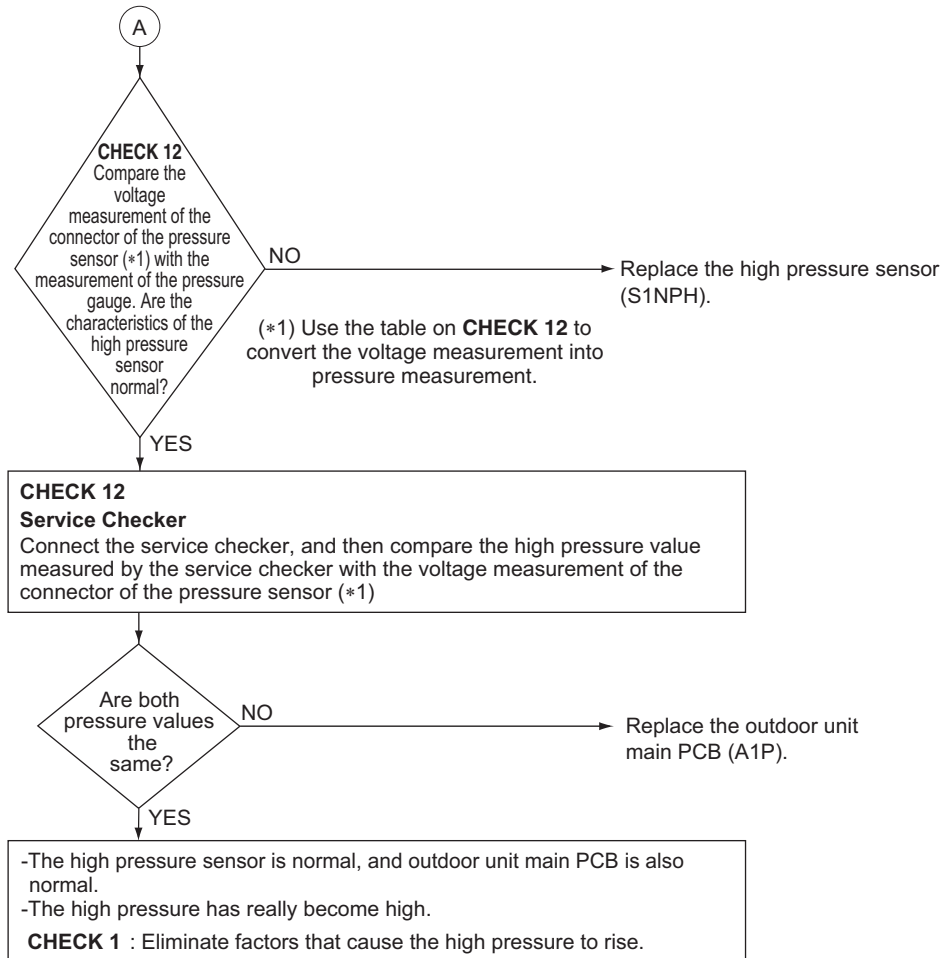 A
CHECK 12
Compare the
voltage
measurement of the
connector of the pressure
sensor (*1) with the
measurement of the pressure
gauge. Are the
characteristics of the
high pressure
sensor
normal?
NO
Replace the high pressure sensor
(S1NPH).
(*1) Use the table on CHECK 12 to
convert the voltage measurement into
pressure measurement.
YES
CHECK 12
Service Checker
Connect the service checker, and then compare the high pressure value
measured by the service checker with the voltage measurement of the
connector of the pressure sensor (*1)
Are both
pressure values
the
same?
NO
Replace the outdoor unit
main PCB (A1P).
YES
-The high pressure sensor is normal, and outdoor unit main PCB is also
normal.
-The high pressure has really become high.
CHECK 1 : Eliminate factors that cause the high pressure to rise.